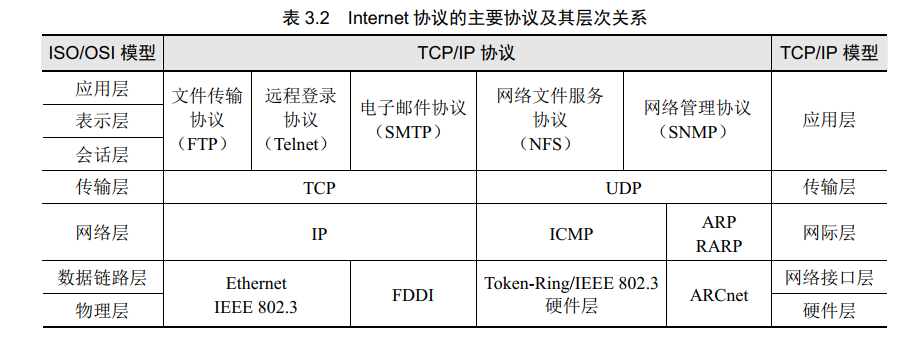 表 3.2 Internet 协议的主要协议及其层次关系
ISO/OSI 模型 TCP/IP 协议 TCP/IP 模型
应用层
表示层
会话层
文件传输
协议
（FTP）
远程登录
协议
（Telnet）
电子邮件协议
（SMTP）
网络文件服务
协议
（NFS）
网络管理协议
（SNMP）
应用层
传输层 TCP UDP 传输层
网络层 IP ICMP
ARP
RARP
网际层
数据链路层
物理层
Ethernet
IEEE 802.3
FDDI
Token-Ring/IEEE 802.3
硬件层
ARCnet
网络接口层
硬件层